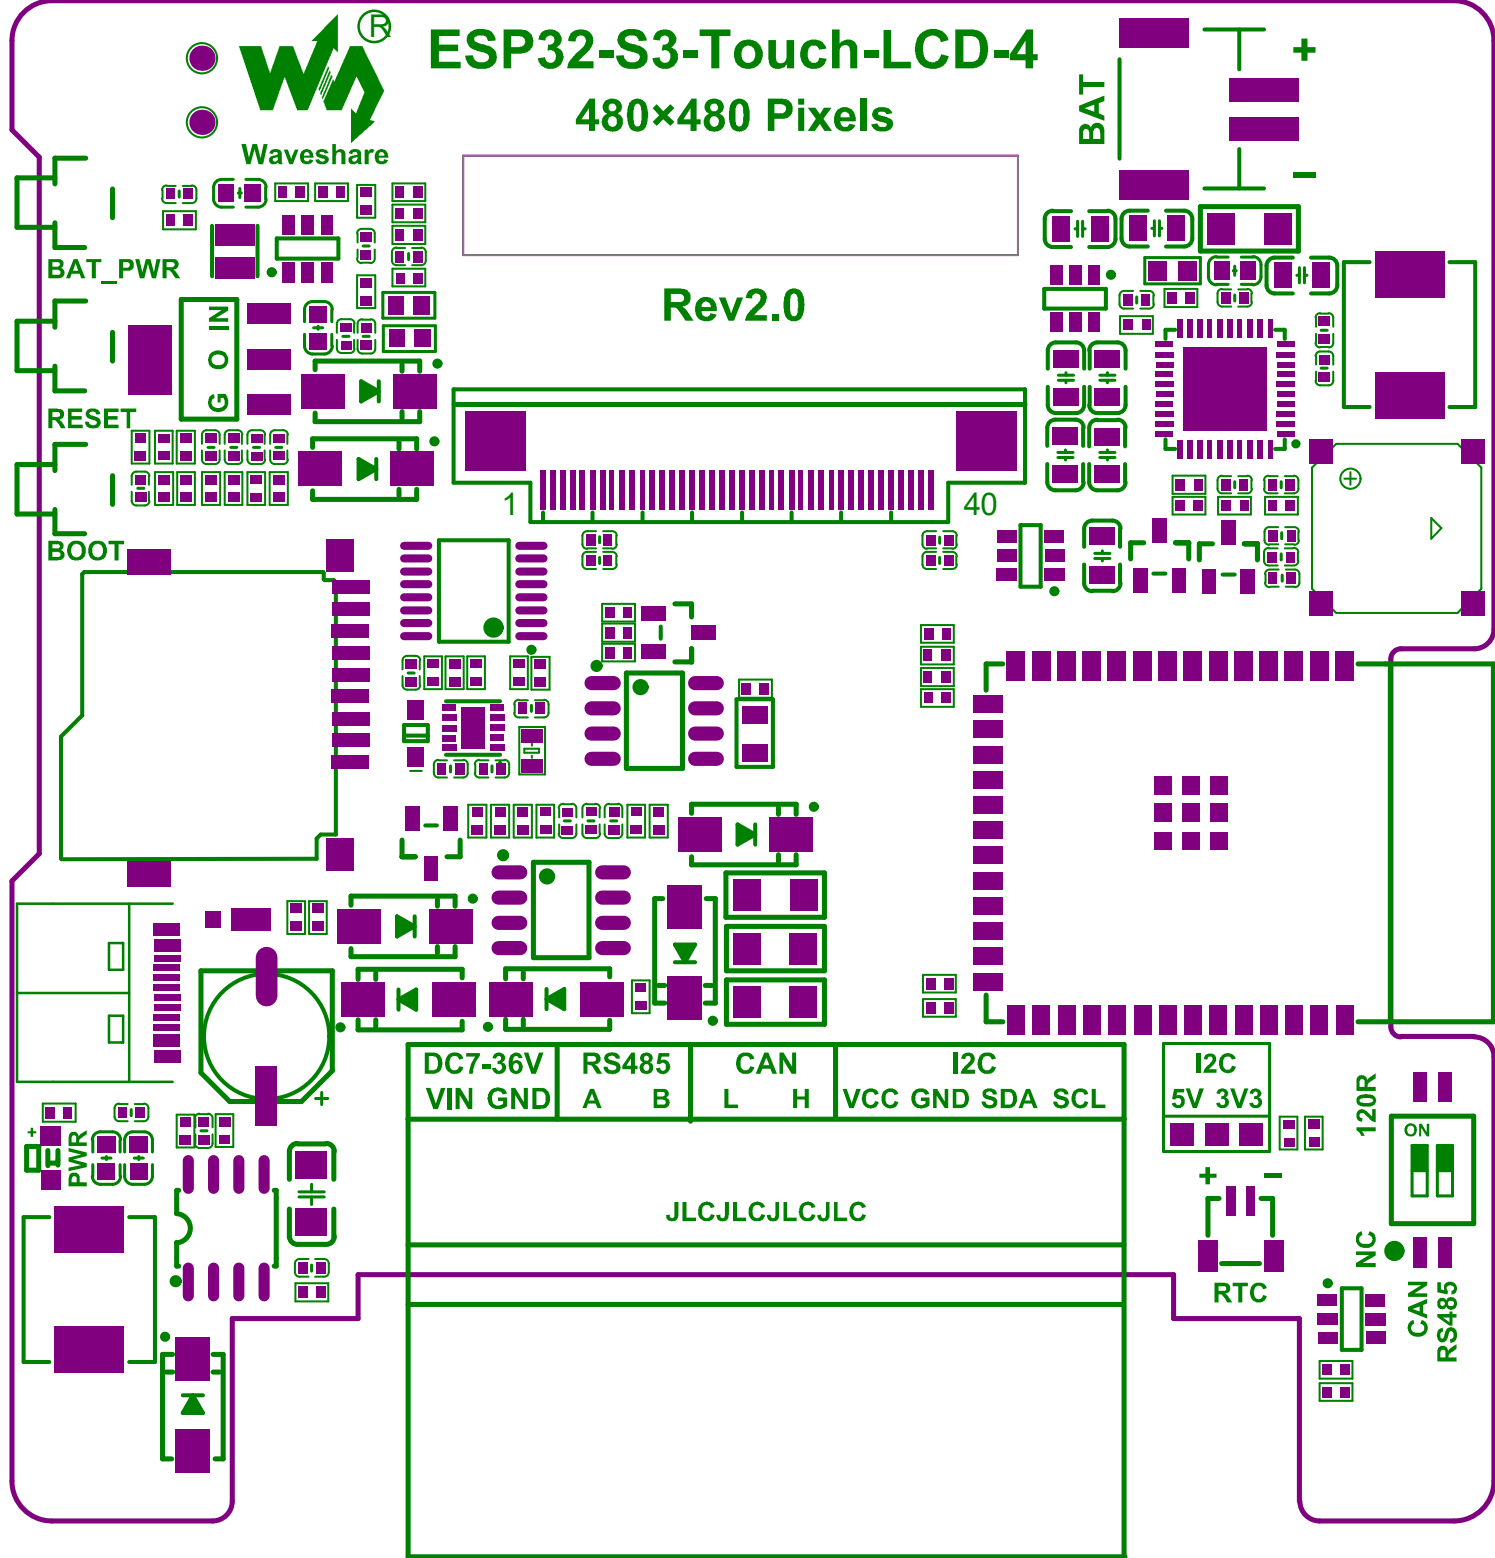 ®
ESP32-S3-Touch-LCD-4
480×480 Pixels
Waveshare
BAT
+
−
BAT_PWR
Rev2.0
G O IN
RESET
1
40
BOOT
DC7-36V RS485 CAN I2C
VIN GND A B L H VCC GND SDA SCL
I2C
5V 3V3
120R
ON
+
+
PWR
JLCJLCJLCJLC
+ −
RTC
NC
CAN
RS485